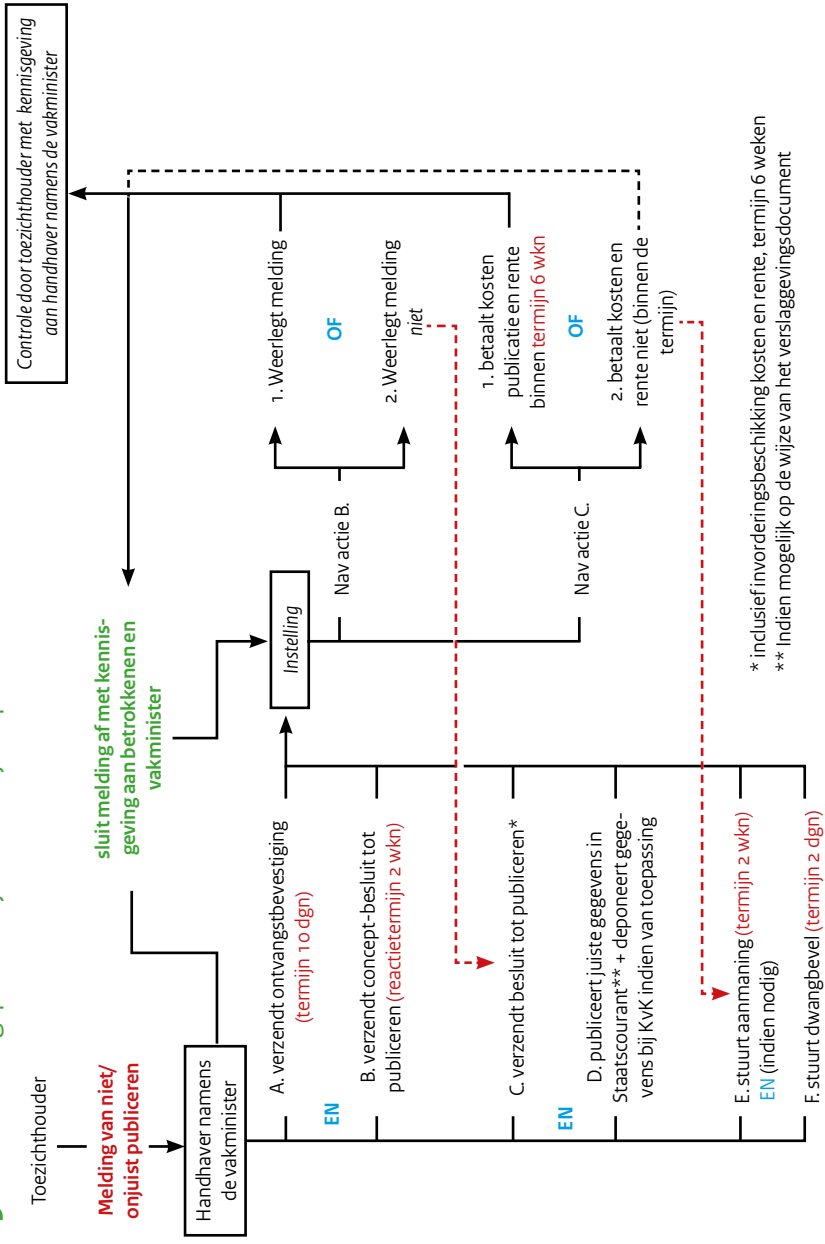 Toezichthouder
Melding van niet/
onjuist publiceren
Handhaver namens
de vakminister
sluit melding af met kennis-
geving aan betrokkenen en
vakminister
Controle door toezichthouder met kennisgeving
aan handhaver namens de vakminister
A. verzendt ontvangstbevestiging
(termijn 10 dgn)
EN
B. verzendt concept-besluit tot
publiceren (reactietermijn 2 wkn)
C. verzendt besluit tot publiceren*
EN
D. publiceert juiste gegevens in
Staatscourant** + deponeert gege-
vens bij KvK indien van toepassing
E. stuurt aanmaning (termijn 2 wkn)
EN (indien nodig)
F. stuurt dwangbevel (termijn 2 dgn)
Instelling
Nav actie B.
Nav actie C.
1. Weerlegt melding
OF
2. Weerlegt melding
niet
1. betaalt kosten
publicatie en rente
binnen termijn 6 wkn
OF
2. betaalt kosten en
rente niet (binnen de
termijn)
* inclusief invorderingsbeschikking kosten en rente, termijn 6 weken
** Indien mogelijk op de wijze van het verslaggevingsdocument